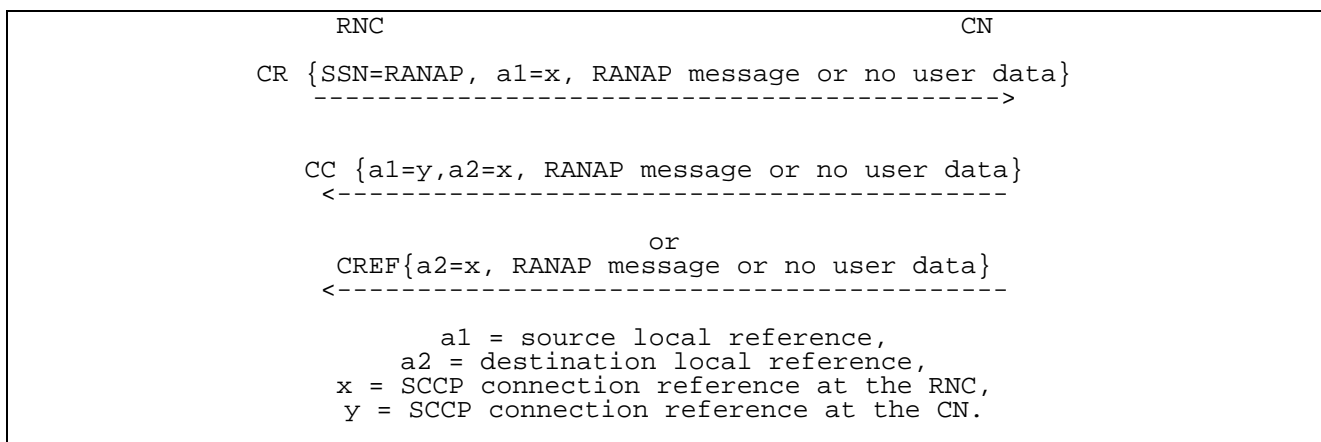 RNC CN
CR {SSN=RANAP, a1=x, RANAP message or no user data}
------------------------------------------->
CC {a1=y,a2=x, RANAP message or no user data}
<------------------------------------------
or
CREF{a2=x, RANAP message or no user data}
<------------------------------------------
a1 = source local reference,
a2 = destination local reference,
x = SCCP connection reference at the RNC,
y = SCCP connection reference at the CN.